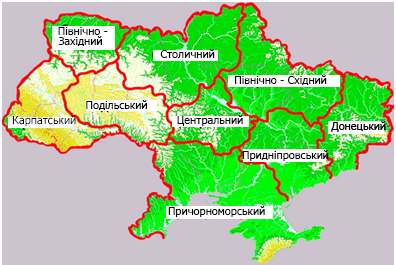 Північно -
Західний
Столичний
Північно - Східний
Подільський
Карпатський
Центральний
Донецький
Придніпровський
Причорноморський